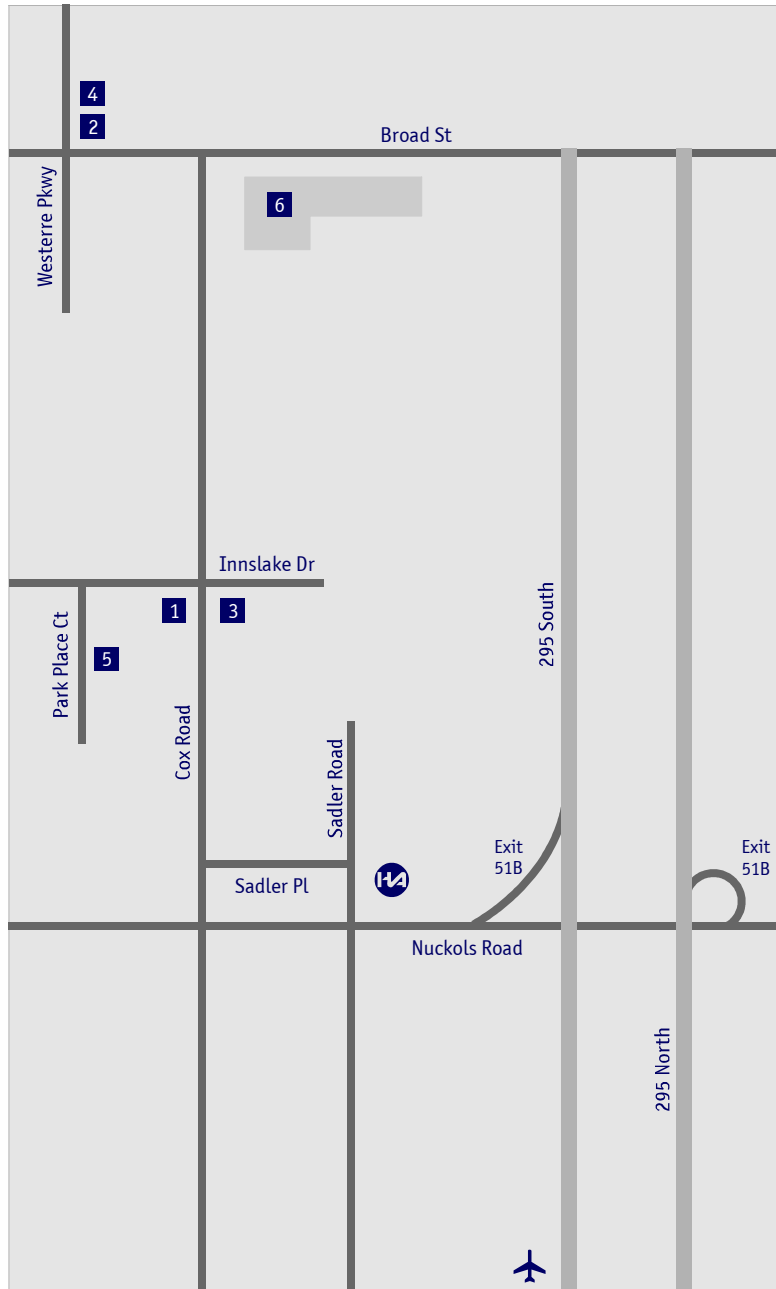 4
2
Broad St
Westerre Pkwy
6
Innslake Dr
1
3
Park Place Ct
5
295 South
Cox Road
Sadler Road
Exit
51B
Exit
51B
HA
Sadler Pl
Nuckols Road
295 North